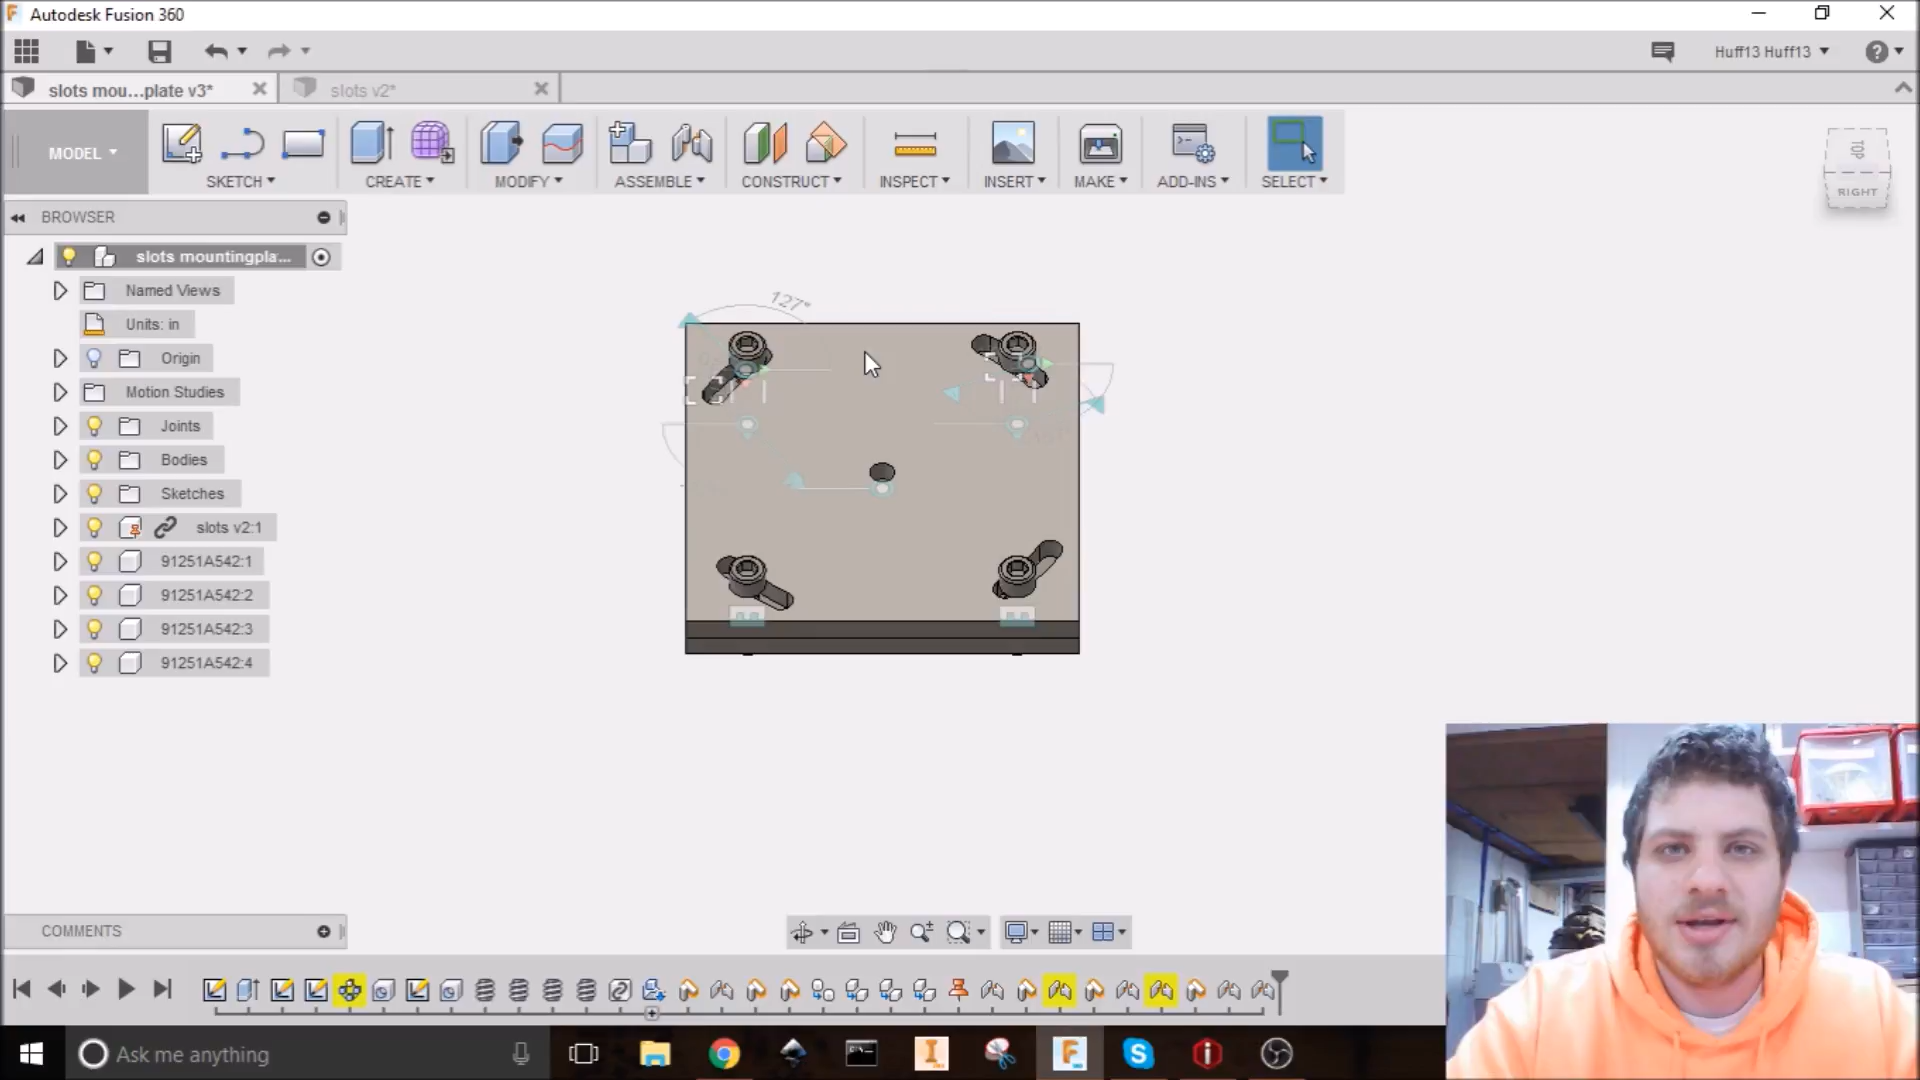 Autodesk Fusion 360
Huff13 Huff13
slots mou...plate v3*
slots v2*
MODEL
SKETCH
CREATE
MODIFY
ASSEMBLE
CONSTRUCT
INSPECT
INSERT
MAKE
ADD-INS
SELECT
TOP
RIGHT
BROWSER
slots mountingpla...
Named Views
Units: in
Origin
Motion Studies
Joints
Bodies
Sketches
slots v2:1
91251A542:1
91251A542:2
91251A542:3
91251A542:4
127°
COMMENTS
Ask me anything